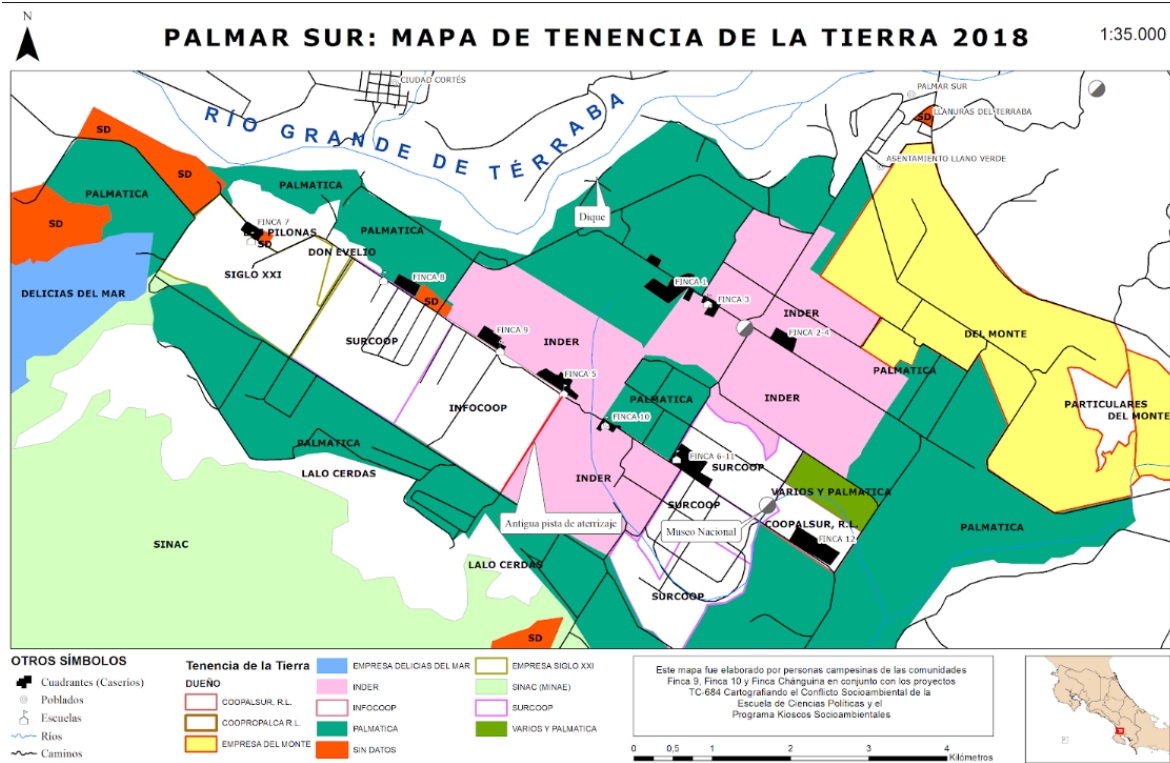 N
PALMAR SUR: MAPA DE TENENCIA DE LA TIERRA 2018
1:35.000
CIUDAD CORTÉS
RÍO GRANDE DE TÉRRABA
PALMAR SUR
LLANURAS DEL TERRABA
SD
ASENTAMIENTO LLANO VERDE
SD
SD
PALMATICA
PALMATICA
Dique
SD
FINCA 7
PILONAS
SD
PALMATICA
DON EVELIO
SIGLO XXI
DELICIAS DEL MAR
FINCA 8
SD
FINCA 1
FINCA 3
INDER
FINCA 9
FINCA 2-4
DEL MONTE
SURCOOP
INDER
PALMATICA
FINCA 5
PALMATICA
INDER
PARTICULARES
DEL MONTE
INFOCOOP
FINCA 10
PALMATICA
LALO CERDAS
FINCA 6-11
SURCOOP
INDER
VARIOS Y PALMATICA
SURCOOP
Antigua pista de aterrizaje
Museo Nacional
COOPALSUR, R.L.
PALMATICA
FINCA 12
SINAC
LALO CERDAS
SURCOOP
SD
OTROS SÍMBOLOS
Cuadrantes (Caserios)
Poblados
Escuelas
Ríos
Caminos
Tenencia de la Tierra
DUEÑO
COOPALSUR, R.L.
COOPROPALCA R.L.
EMPRESA DEL MONTE
EMPRESA DELICIAS DEL MAR
INDER
INFOCOOP
PALMATICA
SIN DATOS
EMPRESA SIGLO XXI
SINAC (MINAE)
SURCOOP
VARIOS Y PALMATICA
Este mapa fue elaborado por personas campesinas de las comunidades
Finca 9, Finca 10 y Finca Chánguina en conjunto con los proyectos
TC-684 Cartografiando el Conflicto Socioambiental de la
Escuela de Ciencias Políticas y el
Programa Kioscos Socioambientales
0 0,5 1 2 3 4
Kilómetros